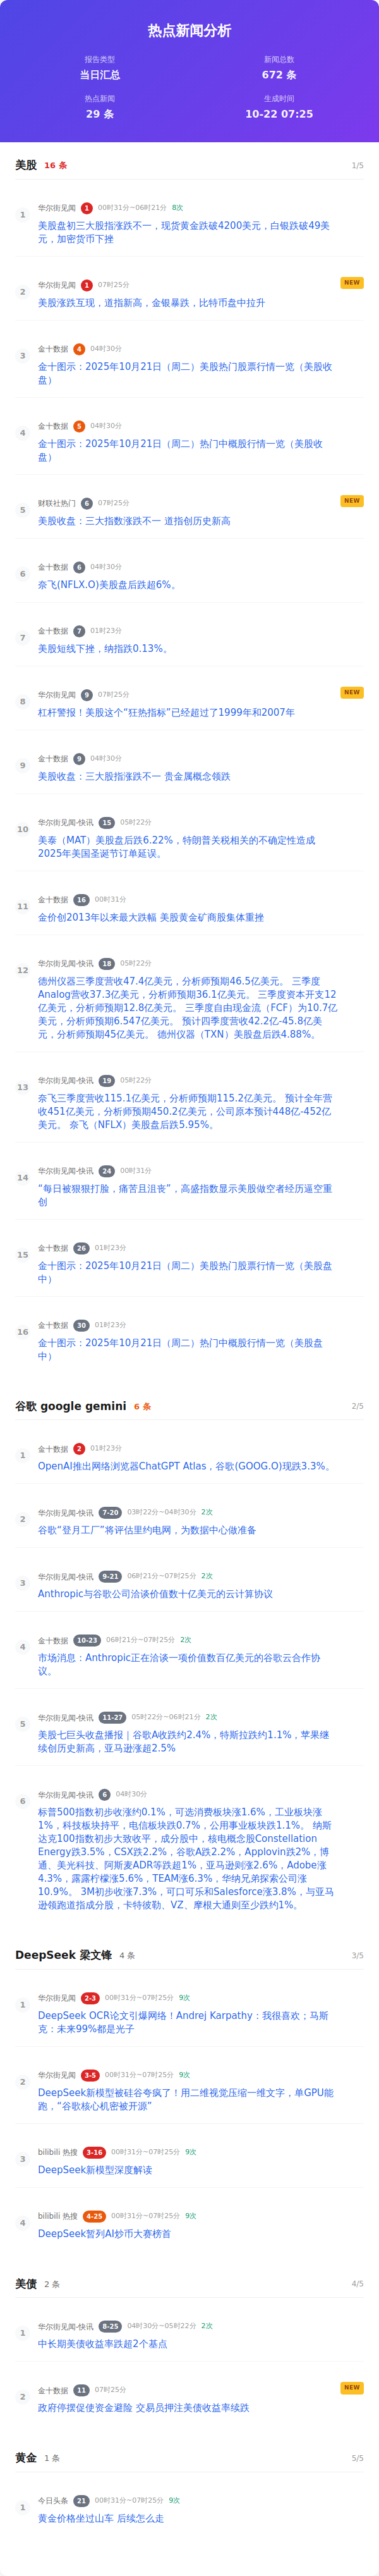 热点新闻分析
报告类型
当日汇总
新闻总数
672 条
热点新闻
29 条
生成时间
10-22 07:25
美股 16 条 1/5
1 华尔街见闻 1 00时31分~06时21分 8次
美股盘初三大股指涨跌不一，现货黄金跌破4200美元，白银跌破49美
元，加密货币下挫
2 华尔街见闻 1 07时25分 NEW
美股涨跌互现，道指新高，金银暴跌，比特币盘中拉升
3 金十数据 4 04时30分
金十图示：2025年10月21日（周二）美股热门股票行情一览（美股收
盘）
4 金十数据 5 04时30分
金十图示：2025年10月21日（周二）热门中概股行情一览（美股收
盘）
5 财联社热门 6 07时25分 NEW
美股收盘：三大指数涨跌不一 道指创历史新高
6 金十数据 6 04时30分
奈飞(NFLX.O)美股盘后跌超6%。
7 金十数据 7 01时23分
美股短线下挫，纳指跌0.13%。
8 华尔街见闻 9 07时25分 NEW
杠杆警报！美股这个“狂热指标”已经超过了1999年和2007年
9 金十数据 9 04时30分
美股收盘：三大股指涨跌不一 贵金属概念领跌
10 华尔街见闻-快讯 15 05时22分
美泰（MAT）美股盘后跌6.22%，特朗普关税相关的不确定性造成
2025年美国圣诞节订单延误。
11 金十数据 16 00时31分
金价创2013年以来最大跌幅 美股黄金矿商股集体重挫
12 华尔街见闻-快讯 18 05时22分
德州仪器三季度营收47.4亿美元，分析师预期46.5亿美元。 三季度
Analog营收37.3亿美元，分析师预期36.1亿美元。 三季度资本开支12
亿美元，分析师预期12.8亿美元。 三季度自由现金流（FCF）为10.7亿
美元，分析师预期6.547亿美元。 预计四季度营收42.2亿-45.8亿美
元，分析师预期45亿美元。 德州仪器（TXN）美股盘后跌4.88%。
13 华尔街见闻-快讯 19 05时22分
奈飞三季度营收115.1亿美元，分析师预期115.2亿美元。 预计全年营
收451亿美元，分析师预期450.2亿美元，公司原本预计448亿-452亿
美元。 奈飞（NFLX）美股盘后跌5.95%。
14 华尔街见闻-快讯 24 00时31分
“每日被狠狠打脸，痛苦且沮丧”，高盛指数显示美股做空者经历逼空重
创
15 金十数据 26 01时23分
金十图示：2025年10月21日（周二）美股热门股票行情一览（美股盘
中）
16 金十数据 30 01时23分
金十图示：2025年10月21日（周二）热门中概股行情一览（美股盘
中）
谷歌 google gemini 6 条 2/5
1 金十数据 2 01时23分
OpenAI推出网络浏览器ChatGPT Atlas，谷歌(GOOG.O)现跌3.3%。
2 华尔街见闻-快讯 7-20 03时22分~04时30分 2次
谷歌“登月工厂”将评估里约电网，为数据中心做准备
3 华尔街见闻-快讯 9-21 06时21分~07时25分 2次
Anthropic与谷歌公司洽谈价值数十亿美元的云计算协议
4 金十数据 10-23 06时21分~07时25分 2次
市场消息：Anthropic正在洽谈一项价值数百亿美元的谷歌云合作协
议。
5 华尔街见闻-快讯 11-27 05时22分~06时21分 2次
美股七巨头收盘播报｜谷歌A收跌约2.4%，特斯拉跌约1.1%，苹果继
续创历史新高，亚马逊涨超2.5%
6 华尔街见闻-快讯 6 04时30分
标普500指数初步收涨约0.1%，可选消费板块涨1.6%，工业板块涨
1%，科技板块持平，电信板块跌0.7%，公用事业板块跌1.1%。 纳斯
达克100指数初步大致收平，成分股中，核电概念股Constellation
Energy跌3.5%，CSX跌2.2%，谷歌A跌2.2%，Applovin跌2%，博
通、美光科技、阿斯麦ADR等跌超1%，亚马逊则涨2.6%，Adobe涨
4.3%，露露柠檬涨5.6%，TEAM涨6.3%，华纳兄弟探索公司涨
10.9%。 3M初步收涨7.3%，可口可乐和Salesforce涨3.8%，与亚马
逊领跑道指成分股，卡特彼勒、VZ、摩根大通则至少跌约1%。
DeepSeek 梁文锋 4 条 3/5
1 华尔街见闻 2-3 00时31分~07时25分 9次
DeepSeek OCR论文引爆网络！Andrej Karpathy：我很喜欢；马斯
克：未来99%都是光子
2 华尔街见闻 3-5 00时31分~07时25分 9次
DeepSeek新模型被硅谷夸疯了！用二维视觉压缩一维文字，单GPU能
跑，“谷歌核心机密被开源”
3 bilibili 热搜 3-16 00时31分~07时25分 9次
DeepSeek新模型深度解读
4 bilibili 热搜 4-25 00时31分~07时25分 9次
DeepSeek暂列AI炒币大赛榜首
美债 2 条 4/5
1 华尔街见闻-快讯 8-25 04时30分~05时22分 2次
中长期美债收益率跌超2个基点
2 金十数据 11 07时25分 NEW
政府停摆促使资金避险 交易员押注美债收益率续跌
黄金 1 条 5/5
1 今日头条 21 00时31分~07时25分 9次
黄金价格坐过山车 后续怎么走